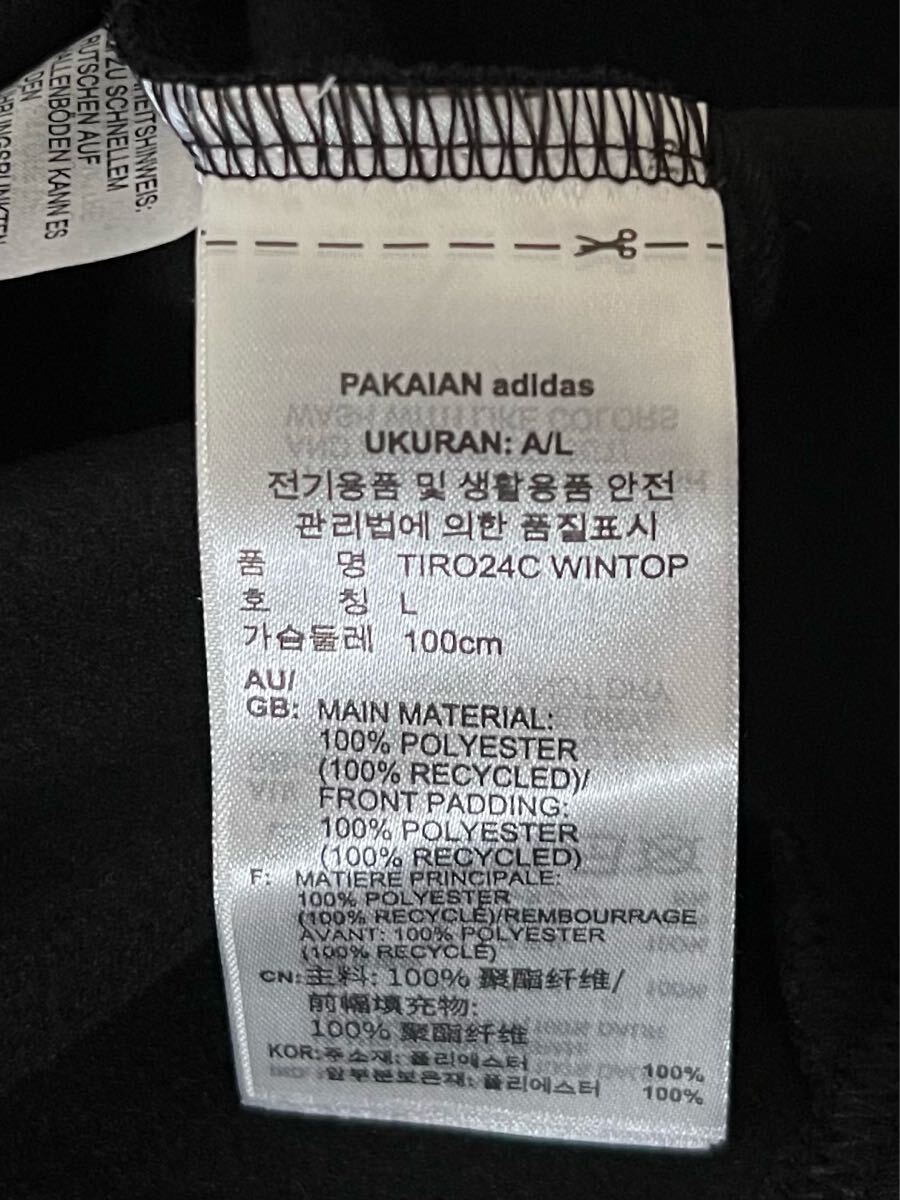 HEITSHINWEIS:
ZU SCHNELLEM
RUTSCHEN AUF
ALLENBÖDEN KANN ES
DEN
PAKAIAN adidas
UKURAN: A/L
전기용품 및 생활용품 안전
관리법에 의한 품질표시
품 명 TIRO24C WINTOP
호 칭 L
가슴둘레 100cm
AU/
GB: MAIN MATERIAL:
100% POLYESTER
(100% RECYCLED)/
FRONT PADDING:
100% POLYESTER
(100% RECYCLED)
F: MATIERE PRINCIPALE:
100% POLYESTER
(100% RECYCLÉ)/REMBOURRAGE
AVANT: 100% POLYESTER
(100% RECYCLÉ)
CN:主料: 100% 聚酯纤维/
前幅填充物:
100% 聚酯纤维
KOR:주소재: 폴리에스터 100%
앞부분보온재: 폴리에스터 100%